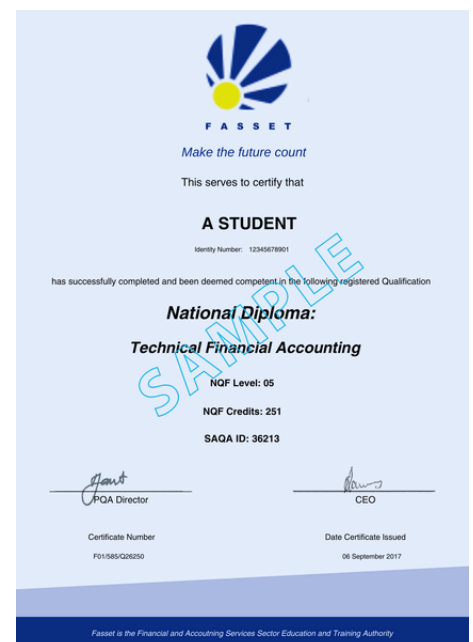 FASSET
Make the future count
This serves to certify that
A STUDENT
Identity Number: 12345678901
has successfully completed and been deemed competent in the following registered Qualification
National Diploma:
Technical Financial Accounting
SAMPLE
NQF Level: 05
NQF Credits: 251
SAQA ID: 36213
PQA Director
CEO
Certificate Number
Date Certificate Issued
F01/585/Q26250
06 September 2017
Fasset is the Financial and Accoutning Services Sector Education and Training Authority